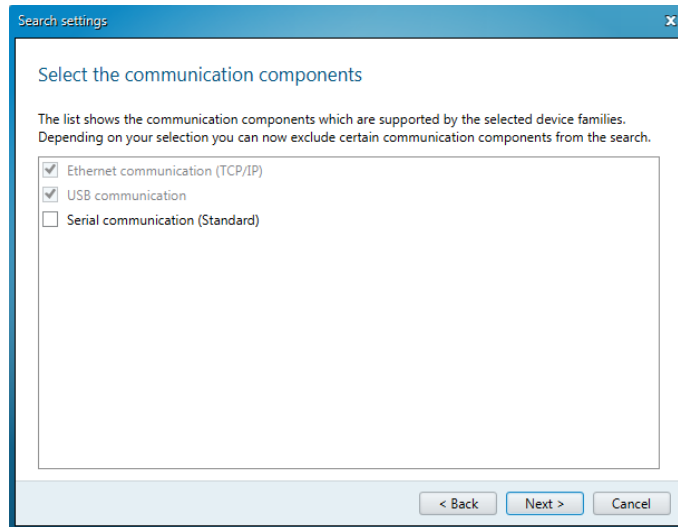 Search settings
Select the communication components
The list shows the communication components which are supported by the selected device families.
Depending on your selection you can now exclude certain communication components from the search.
Ethernet communication (TCP/IP)
USB communication
Serial communication (Standard)
< Back Next > Cancel